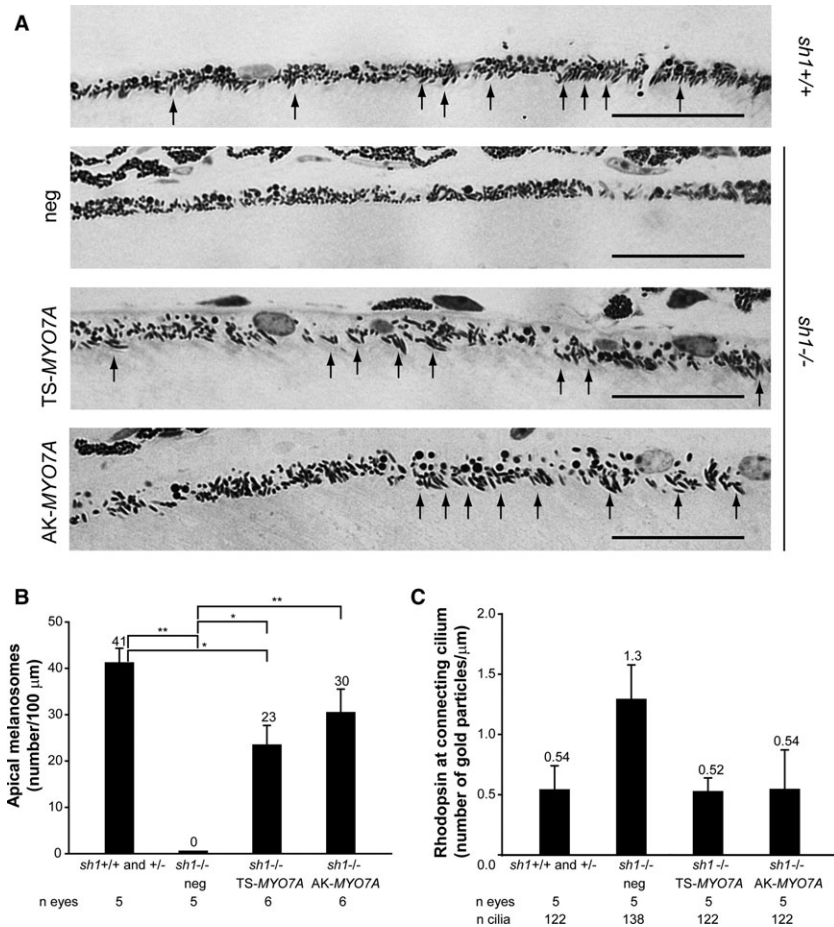 A
sh1+/+
neg
TS-MYO7A
AK-MYO7A
sh1-/-
B
Apical melanosomes
(number/100 µm)
50
40
30
20
10
0
41
0
23
30
**
*
*
**
sh1+/+ and +/-
sh1-/-
neg
sh1-/-
TS-MYO7A
sh1-/-
AK-MYO7A
n eyes 5 5 6 6
C
Rhodopsin at connecting cilium
(number of gold particles/µm)
2.0
1.5
1.0
0.5
0.0
0.54
1.3
0.52
0.54
sh1+/+ and +/-
sh1-/-
neg
sh1-/-
TS-MYO7A
sh1-/-
AK-MYO7A
n eyes 5 5 5 5
n cilia 122 138 122 122